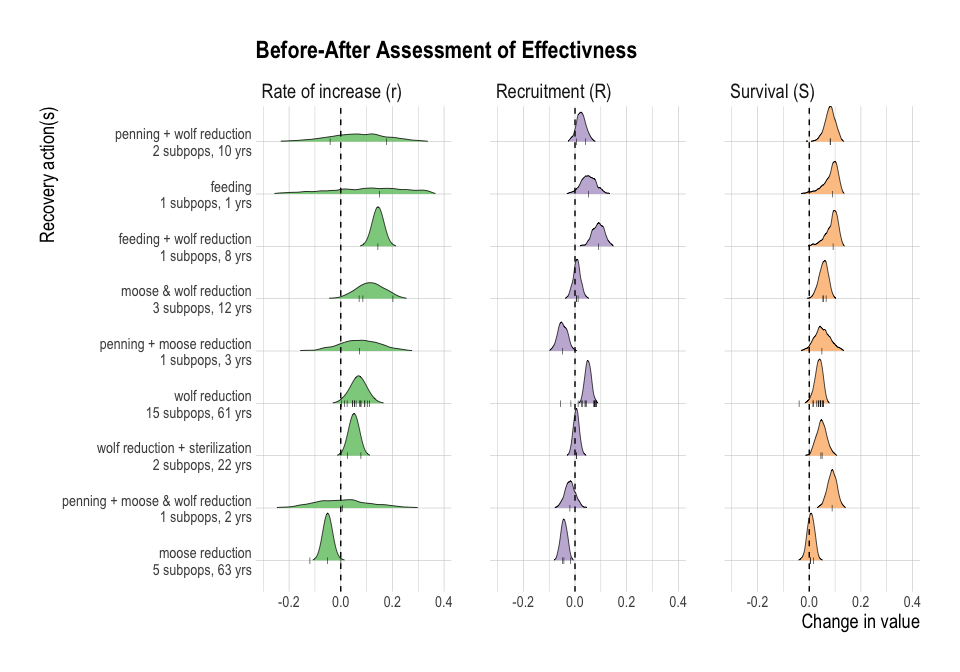 Before-After Assessment of Effectivness
Rate of increase (r)
Recruitment (R)
Survival (S)
Recovery action(s)
penning + wolf reduction
2 subpops, 10 yrs
feeding
1 subpops, 1 yrs
feeding + wolf reduction
1 subpops, 8 yrs
moose & wolf reduction
3 subpops, 12 yrs
penning + moose reduction
1 subpops, 3 yrs
wolf reduction
15 subpops, 61 yrs
wolf reduction + sterilization
2 subpops, 22 yrs
penning + moose & wolf reduction
1 subpops, 2 yrs
moose reduction
5 subpops, 63 yrs
-0.2 0.0 0.2 0.4
-0.2 0.0 0.2 0.4
-0.2 0.0 0.2 0.4
Change in value